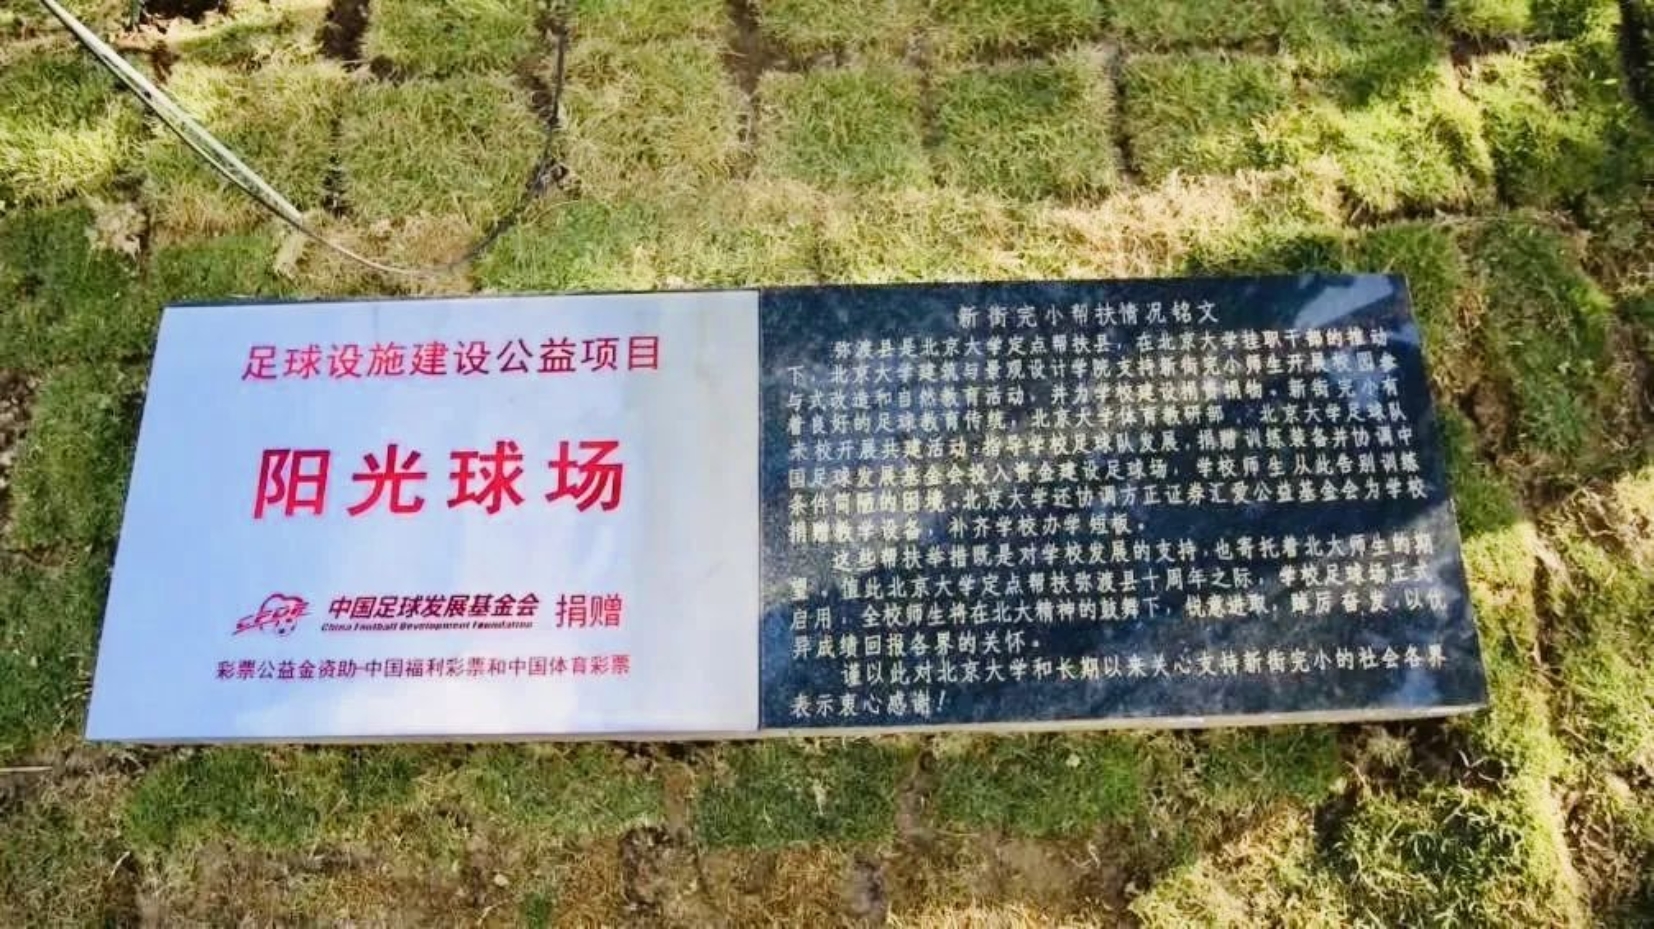 足球设施建设公益项目
阳光球场
中国足球发展基金会 捐赠
China Football Development Foundation
彩票公益金资助-中国福利彩票和中国体育彩票
新街完小帮扶情况铭文
弥渡县是北京大学定点帮扶县,在北京大学挂职干部的推动
下,北京大学建筑与景观设计学院支持新街完小师生开展校园参
与式改造和自然教育活动,并为学校建设捐资捐物。新街完小有
着良好的足球教育传统,北京大学体育教研部、北京大学足球队
来校开展共建活动,指导学校足球队发展,捐赠训练装备并协调中
国足球发展基金会投入资金建设足球场,学校师生从此告别训练
条件简陋的困境。北京大学还协调方正证券汇爱公益基金会为学校
捐赠教学设备,补齐学校办学短板。
这些帮扶举措既是对学校发展的支持,也寄托着北大师生的期
望。值此北京大学定点帮扶弥渡县十周年之际,学校足球场正式
启用,全校师生将在北大精神的鼓舞下,锐意进取,踔厉奋发,以优
异成绩回报各界的关怀。
谨以此对北京大学和长期以来关心支持新街完小的社会各界
表示衷心感谢!